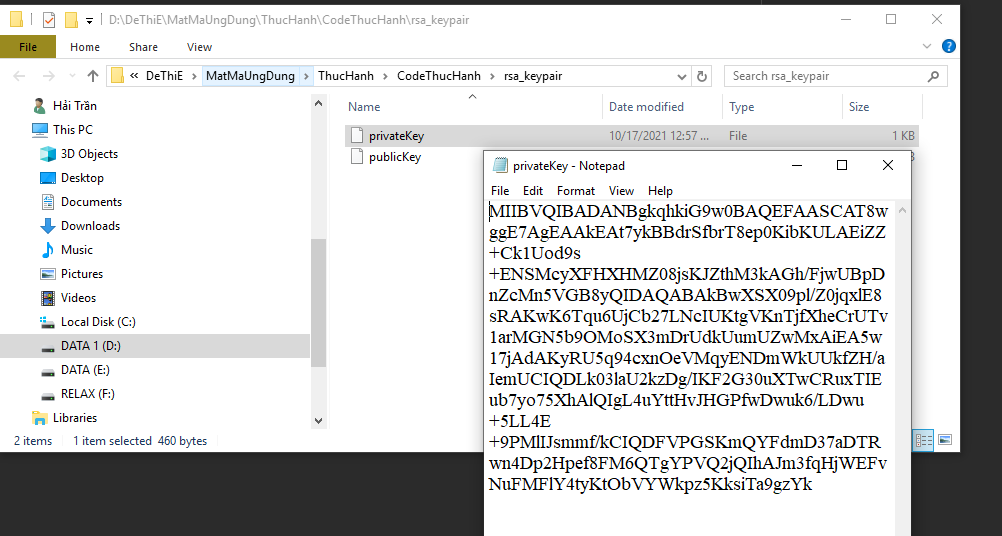 D:\DeThiE\MatMaUngDung\ThucHanh\CodeThucHanh\rsa_keypair
File Home Share View
« DeThiE > MatMaUngDung > ThucHanh > CodeThucHanh > rsa_keypair
Search rsa_keypair
Hải Trần
This PC
3D Objects
Desktop
Documents
Downloads
Music
Pictures
Videos
Local Disk (C:)
DATA 1 (D:)
DATA (E:)
RELAX (F:)
Libraries
Name Date modified Type Size
privateKey 10/17/2021 12:57 ... File 1 KB
publicKey
privateKey - Notepad
File Edit Format View Help
MIIBVQIBADANBgkqhkiG9w0BAQEFAASCAT8w
ggE7AgEAAkEAt7ykBBdrSfbrT8ep0KibKULAEiZZ
+Ck1Uod9s
+ENSMcyXFHXHMZ08jsKJZthM3kAGh/FjwUBpD
nZcMn5VGB8yQIDAQABAkBwXSX09pl/Z0jqxlE8
sRAKwK6Tqu6UjCb27LNcIUKtgVKnTjfXheCrUTv
1arMGN5b9OMoSX3mDrUdkUumUZwMxAiEA5w
17jAdAKyRU5q94cxnOeVMqyENDmWkUUkfZH/a
IemUCIQDLk03laU2kzDg/IKF2G30uXTwCRuxTIE
ub7yo75XhAlQIgL4uYttHvJHGPfwDwuk6/LDwu
+5LL4E
+9PMlIJsmmf/kCIQDFVPGSKmQYFdmD37aDTR
wn4Dp2Hpef8FM6QTgYPVQ2jQIhAJm3fqHjWEFv
NuFMFlY4tyKtObVYWkpz5KksiTa9gzYk
2 items 1 item selected 460 bytes